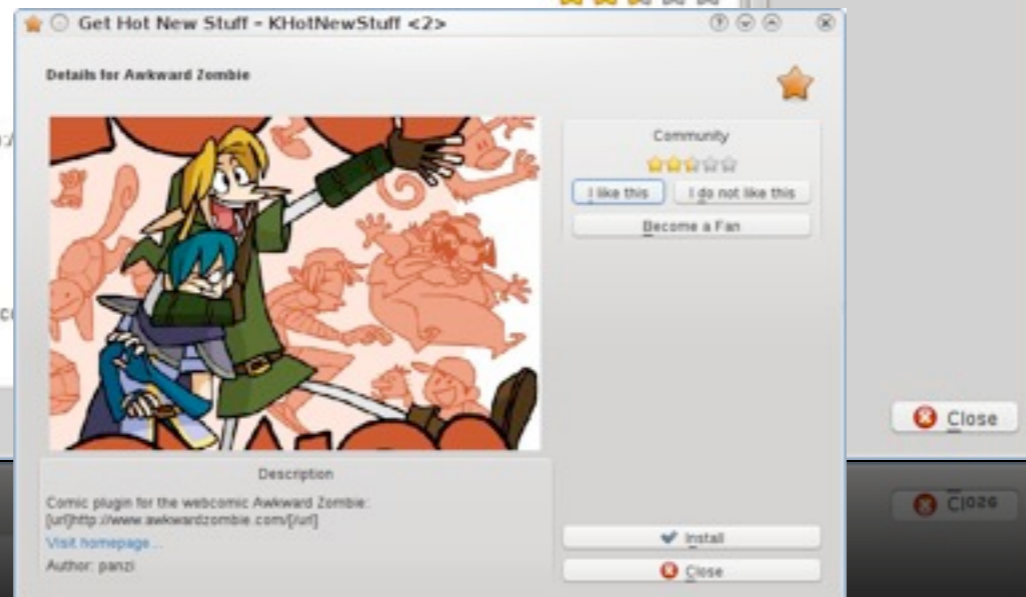 Get Hot New Stuff - KHotNewStuff <2>
Details for Awkward Zombie
Community
I like this
I do not like this
Become a Fan
Description
Comic plugin for the webcomic Awkward Zombie:
[url]http://www.awkwardzombie.com/[/url]
Visit homepage...
Author: panzi
Install
Close
Close